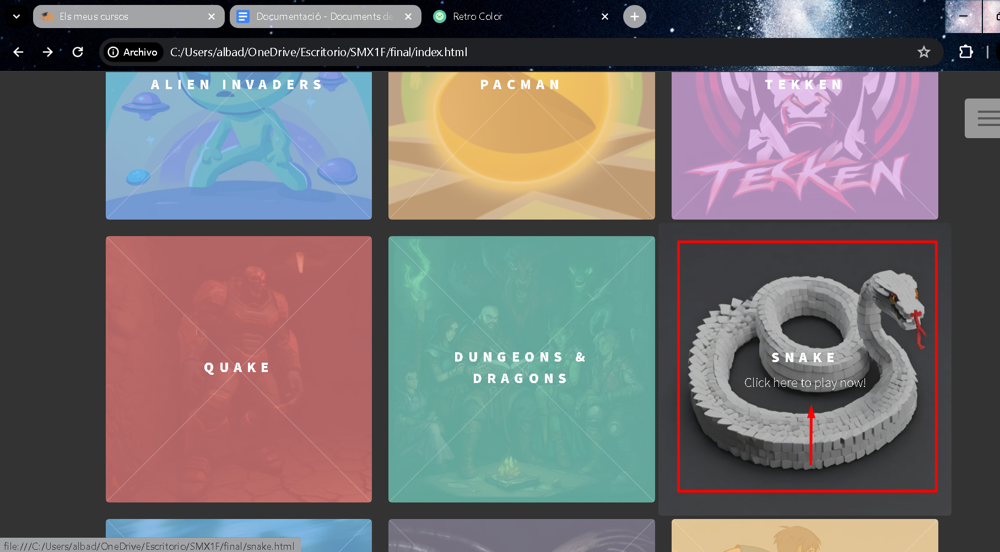 Els meus cursos
Documentació - Documents de
Retro Color
Archivo
C:/Users/albad/OneDrive/Escritorio/SMX1F/final/index.html
ALIEN INVADERS
PACMAN
TEKKEN
TEKKEN
QUAKE
DUNGEONS &
DRAGONS
SNAKE
Click here to play now!
file:///C:/Users/albad/OneDrive/Escritorio/SMX1F/final/snake.html